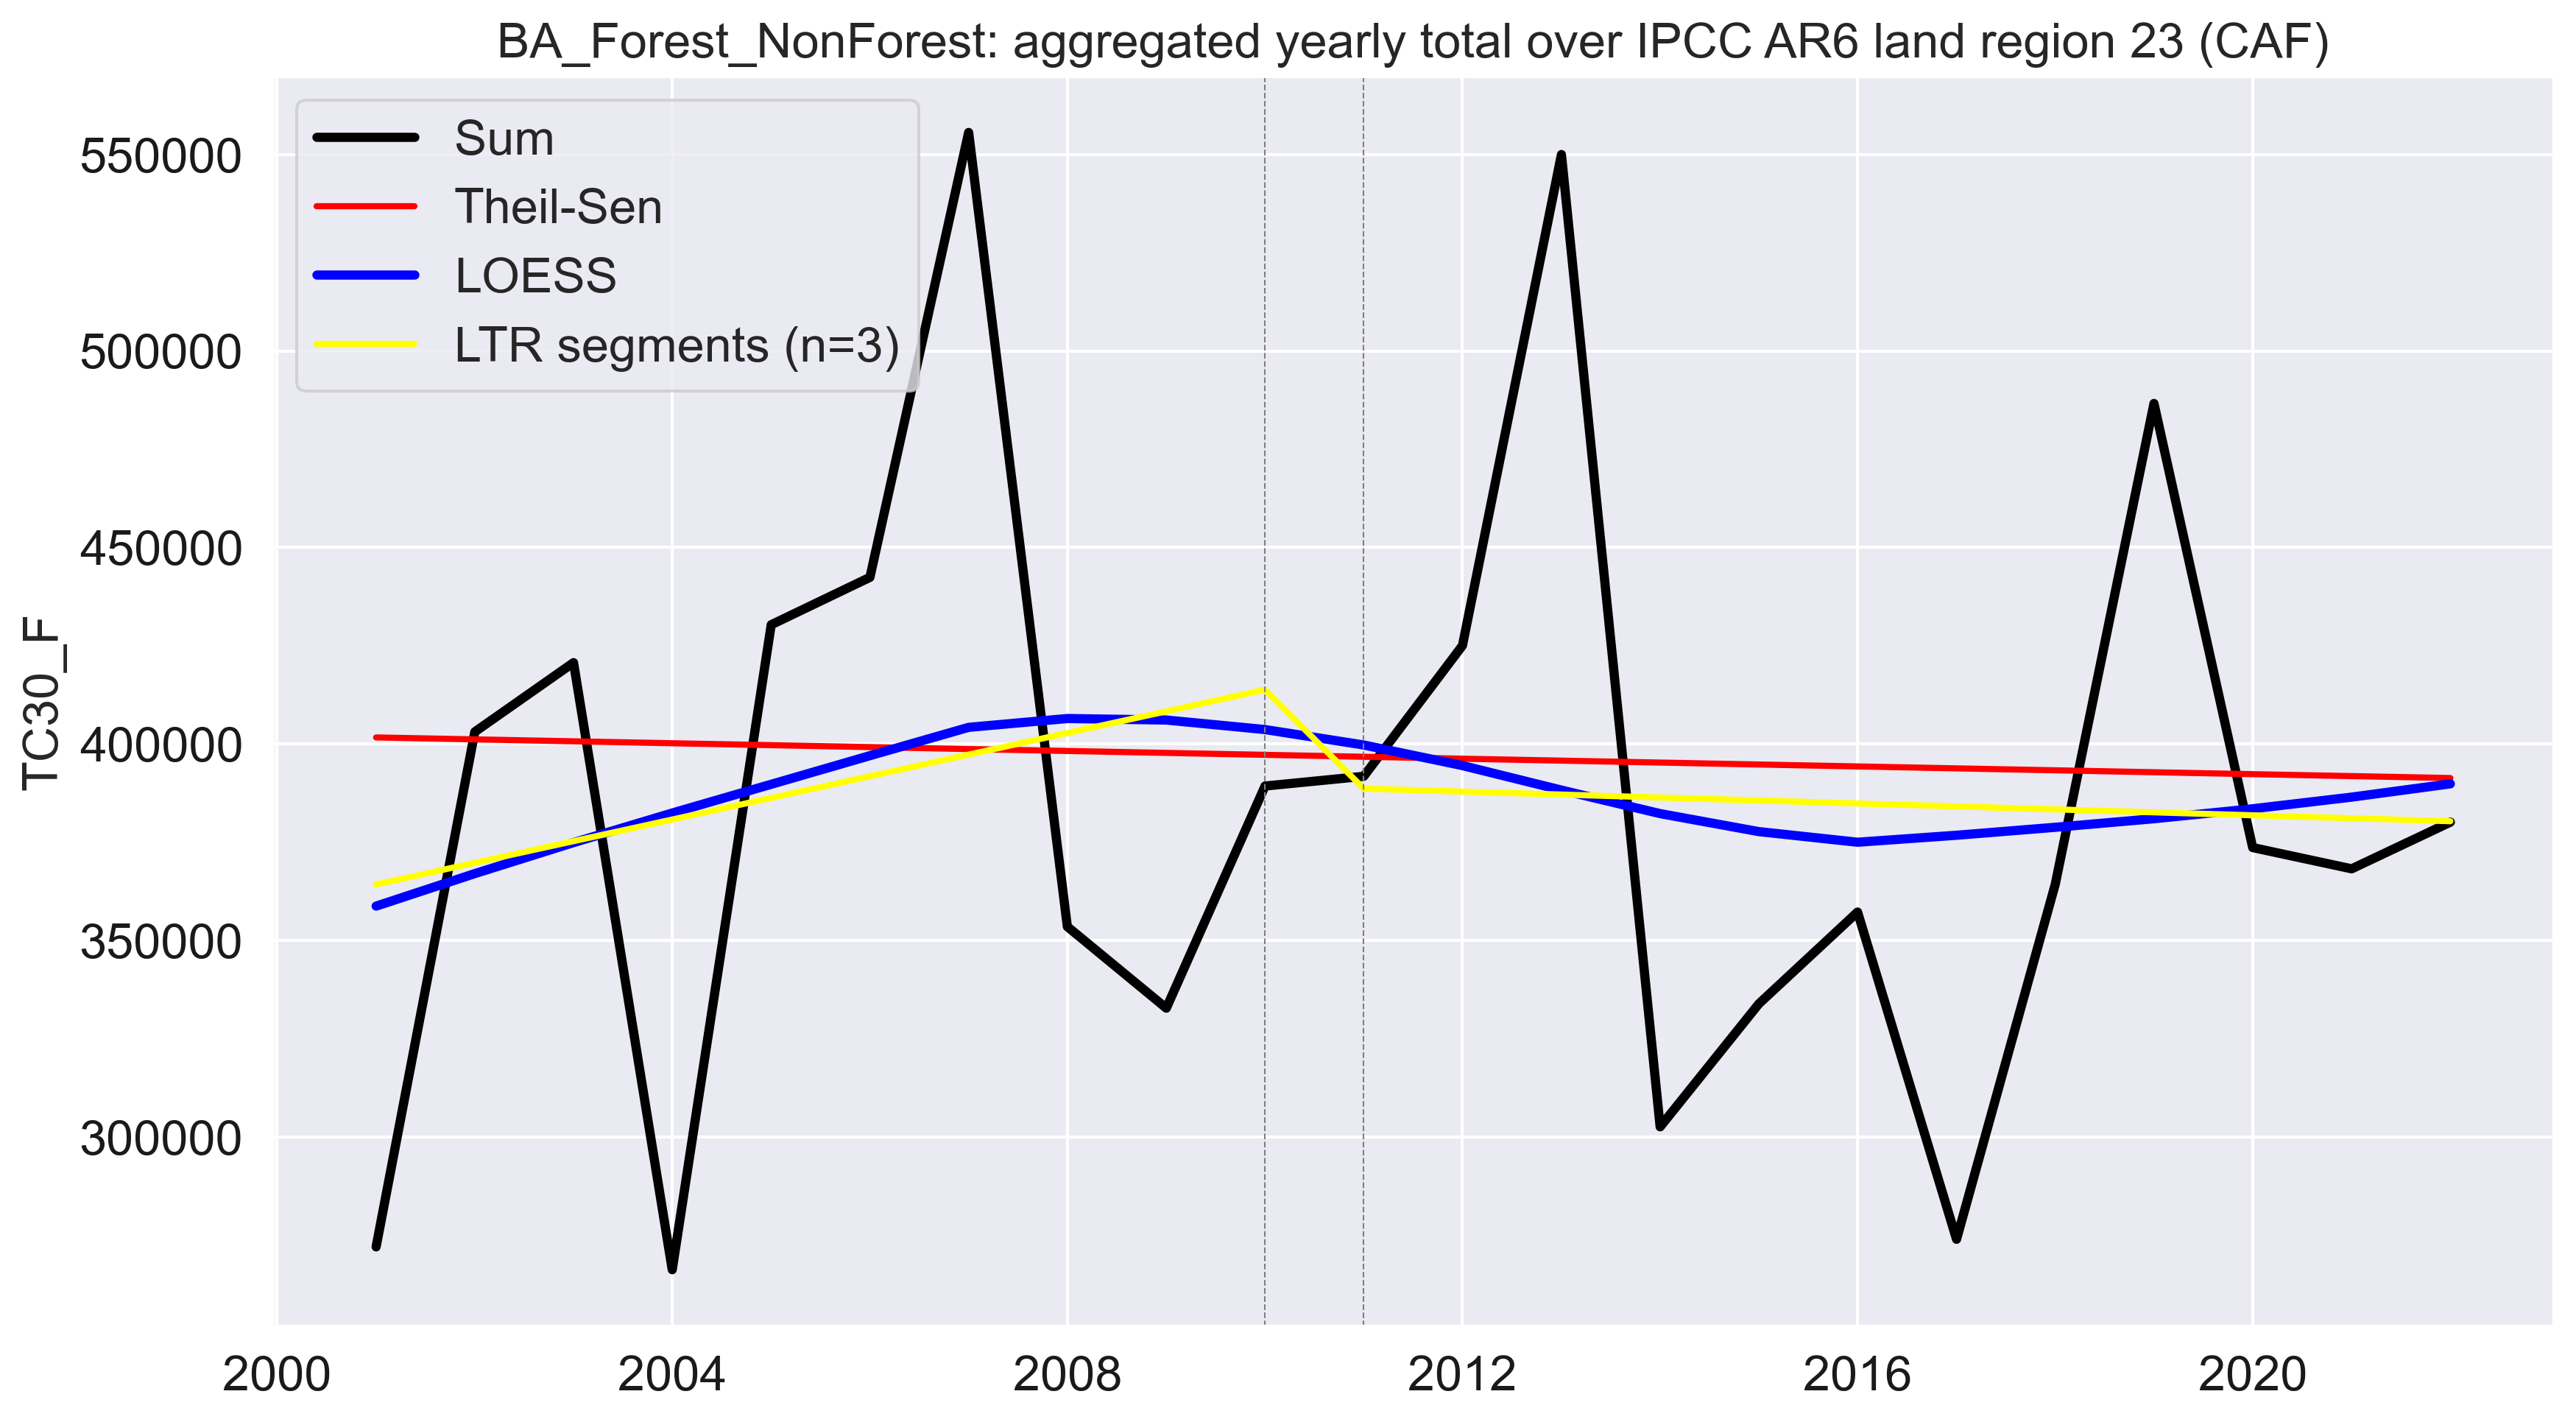 BA_Forest_NonForest: aggregated yearly total over IPCC AR6 land region 23 (CAF)
Sum
Theil-Sen
LOESS
LTR segments (n=3)
TC30_F
550000
500000
450000
400000
350000
300000
2000 2004 2008 2012 2016 2020